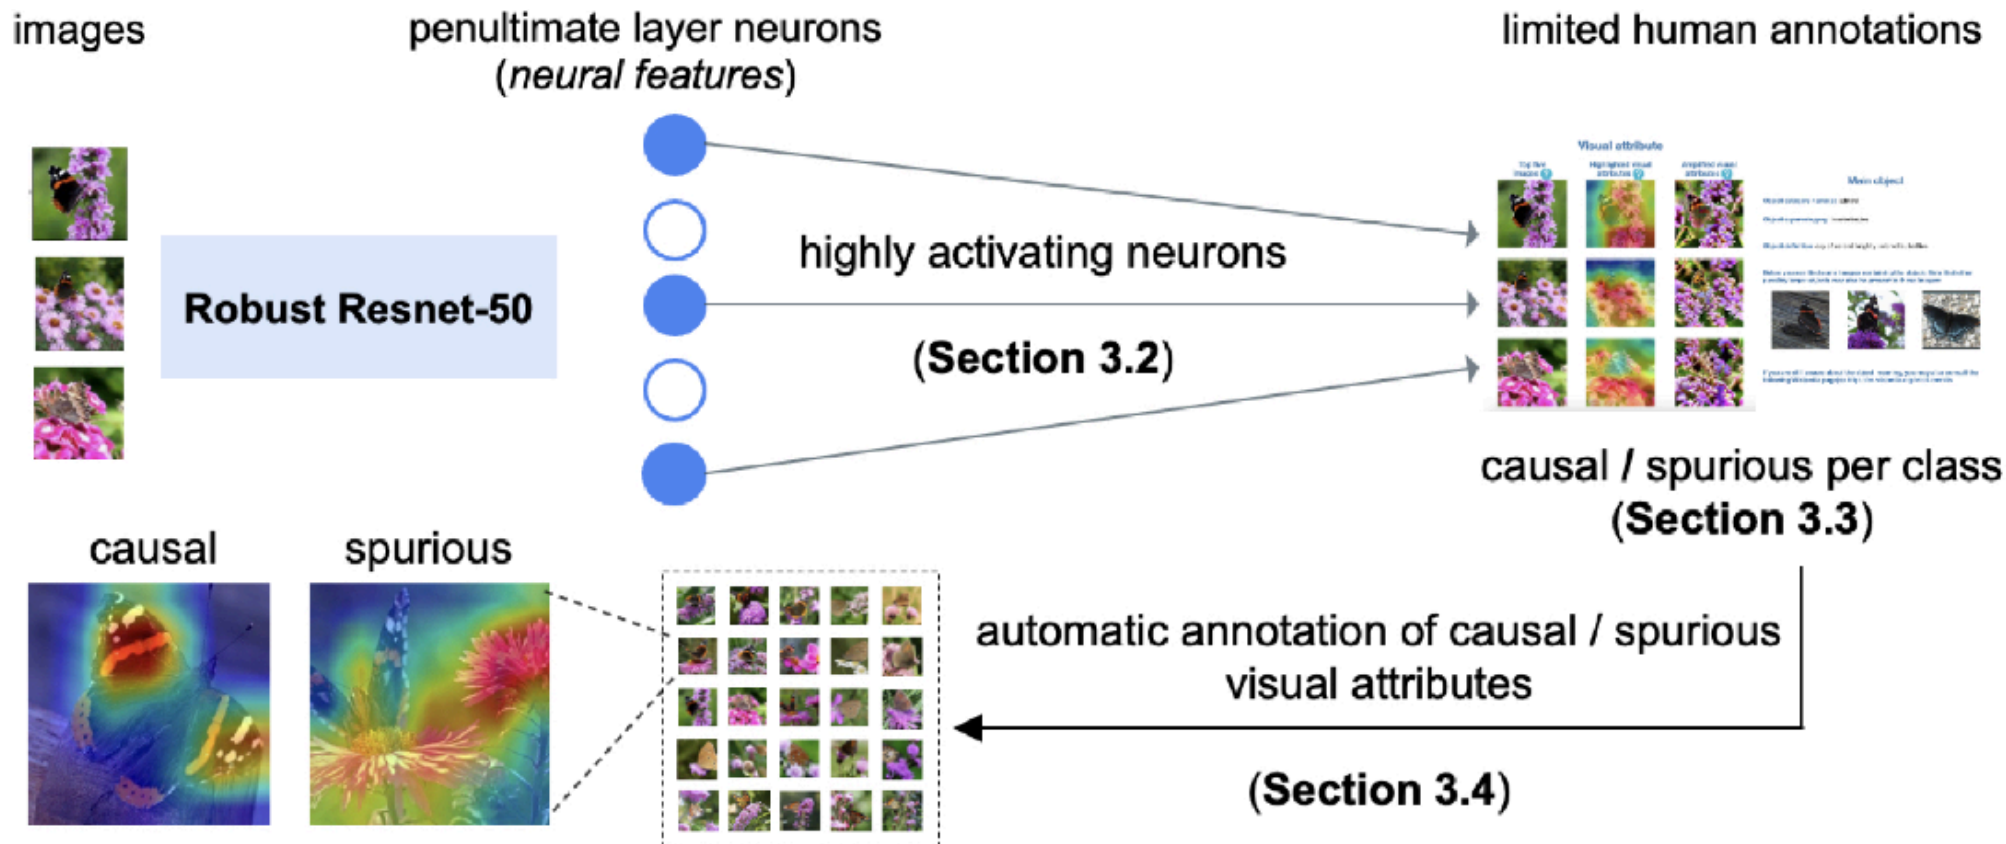 images
penultimate layer neurons
(neural features)
limited human annotations
Visual attribute
Main object
Robust Resnet-50
highly activating neurons
(Section 3.2)
causal / spurious per class
(Section 3.3)
causal
spurious
automatic annotation of causal / spurious
visual attributes
(Section 3.4)